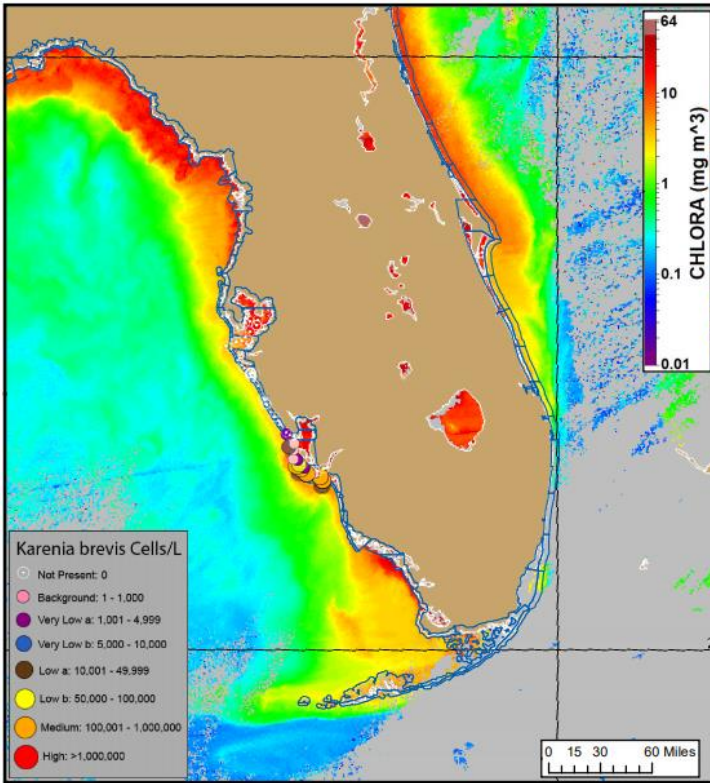 64
10
1
0.1
0.01
CHLORA (mg m^3)
Karenia brevis Cells/L
Not Present: 0
Background: 1 - 1,000
Very Low a: 1,001 - 4,999
Very Low b: 5,000 - 10,000
Low a: 10,001 - 49,999
Low b: 50,000 - 100,000
Medium: 100,001 - 1,000,000
High: >1,000,000
0 15 30 60 Miles